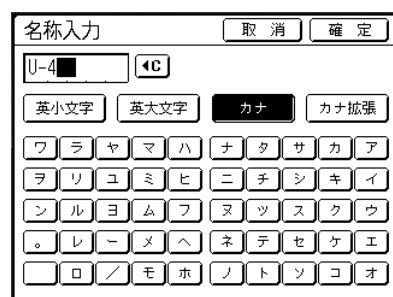 名称入力 取 消 確 定
U-4 ◀C
英小文字 英大文字 カナ カナ拡張
ワ ラ ヤ マ ハ ナ タ サ カ ア
ヲ リ ユ ミ ヒ ニ チ シ キ イ
ン ル ヨ ム フ ヌ ツ ス ク ウ
。 レ ー メ ヘ ネ テ セ ケ エ
ロ / モ ホ ノ ト ソ コ オ